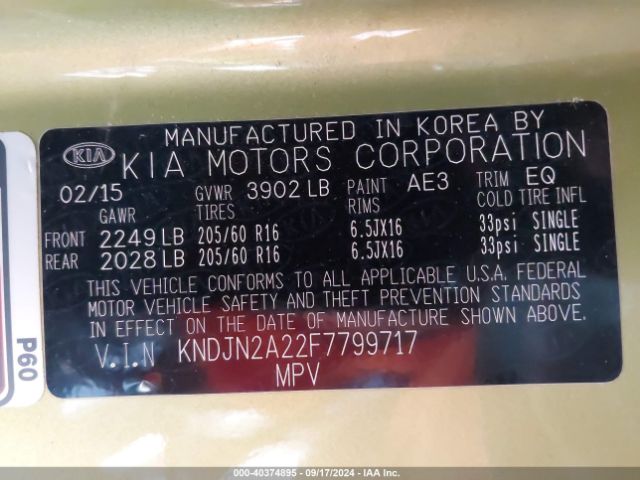 MANUFACTURED IN KOREA BY
KIA KIA MOTORS CORPORATION
02/15 GVWR 3902 LB PAINT AE3 TRIM EQ
GAWR TIRES RIMS COLD TIRE INFL
FRONT 2249 LB 205/60 R16 6.5JX16 33psi SINGLE
REAR 2028 LB 205/60 R16 6.5JX16 33psi SINGLE
THIS VEHICLE CONFORMS TO ALL APPLICABLE U.S.A. FEDERAL
MOTOR VEHICLE SAFETY AND THEFT PREVENTION STANDARDS
IN EFFECT ON THE DATE OF MANUFACTURE SHOWN ABOVE.
V.I.N KNDJN2A22F7799717
MPV
P60
000-40374895 - 09/17/2024 - IAA Inc.